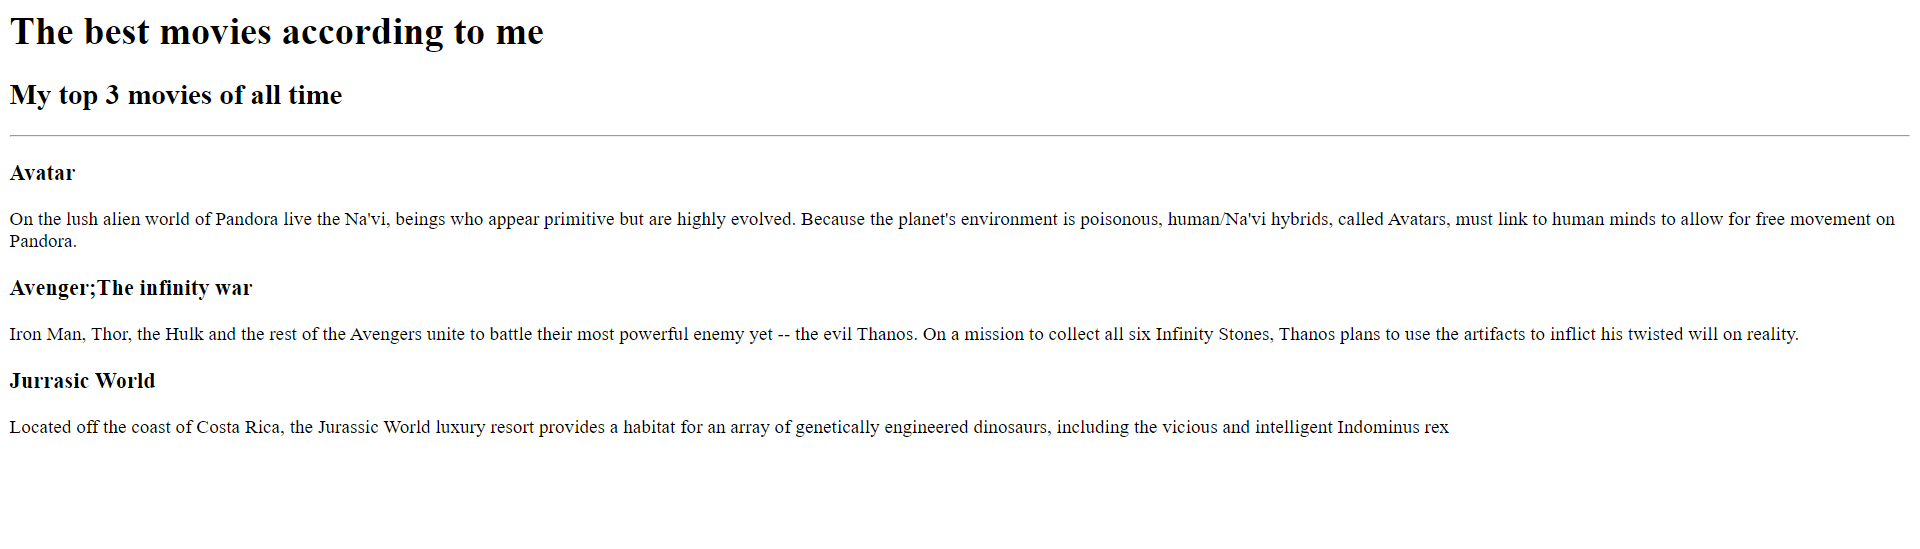 The best movies according to me
My top 3 movies of all time
Avatar
On the lush alien world of Pandora live the Na'vi, beings who appear primitive but are highly evolved. Because the planet's environment is poisonous, human/Na'vi hybrids, called Avatars, must link to human minds to allow for free movement on
Pandora.
Avenger;The infinity war
Iron Man, Thor, the Hulk and the rest of the Avengers unite to battle their most powerful enemy yet -- the evil Thanos. On a mission to collect all six Infinity Stones, Thanos plans to use the artifacts to inflict his twisted will on reality.
Jurrasic World
Located off the coast of Costa Rica, the Jurassic World luxury resort provides a habitat for an array of genetically engineered dinosaurs, including the vicious and intelligent Indominus rex